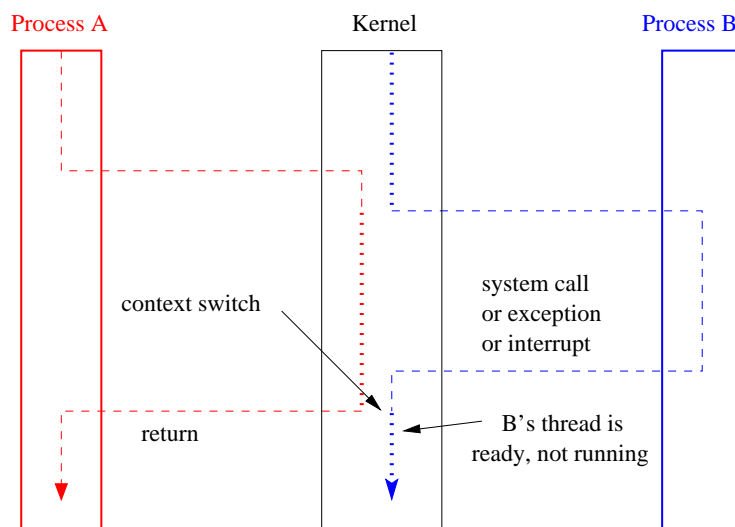 Process A
Kernel
Process B
system call
or exception
or interrupt
context switch
return
B's thread is
ready, not running